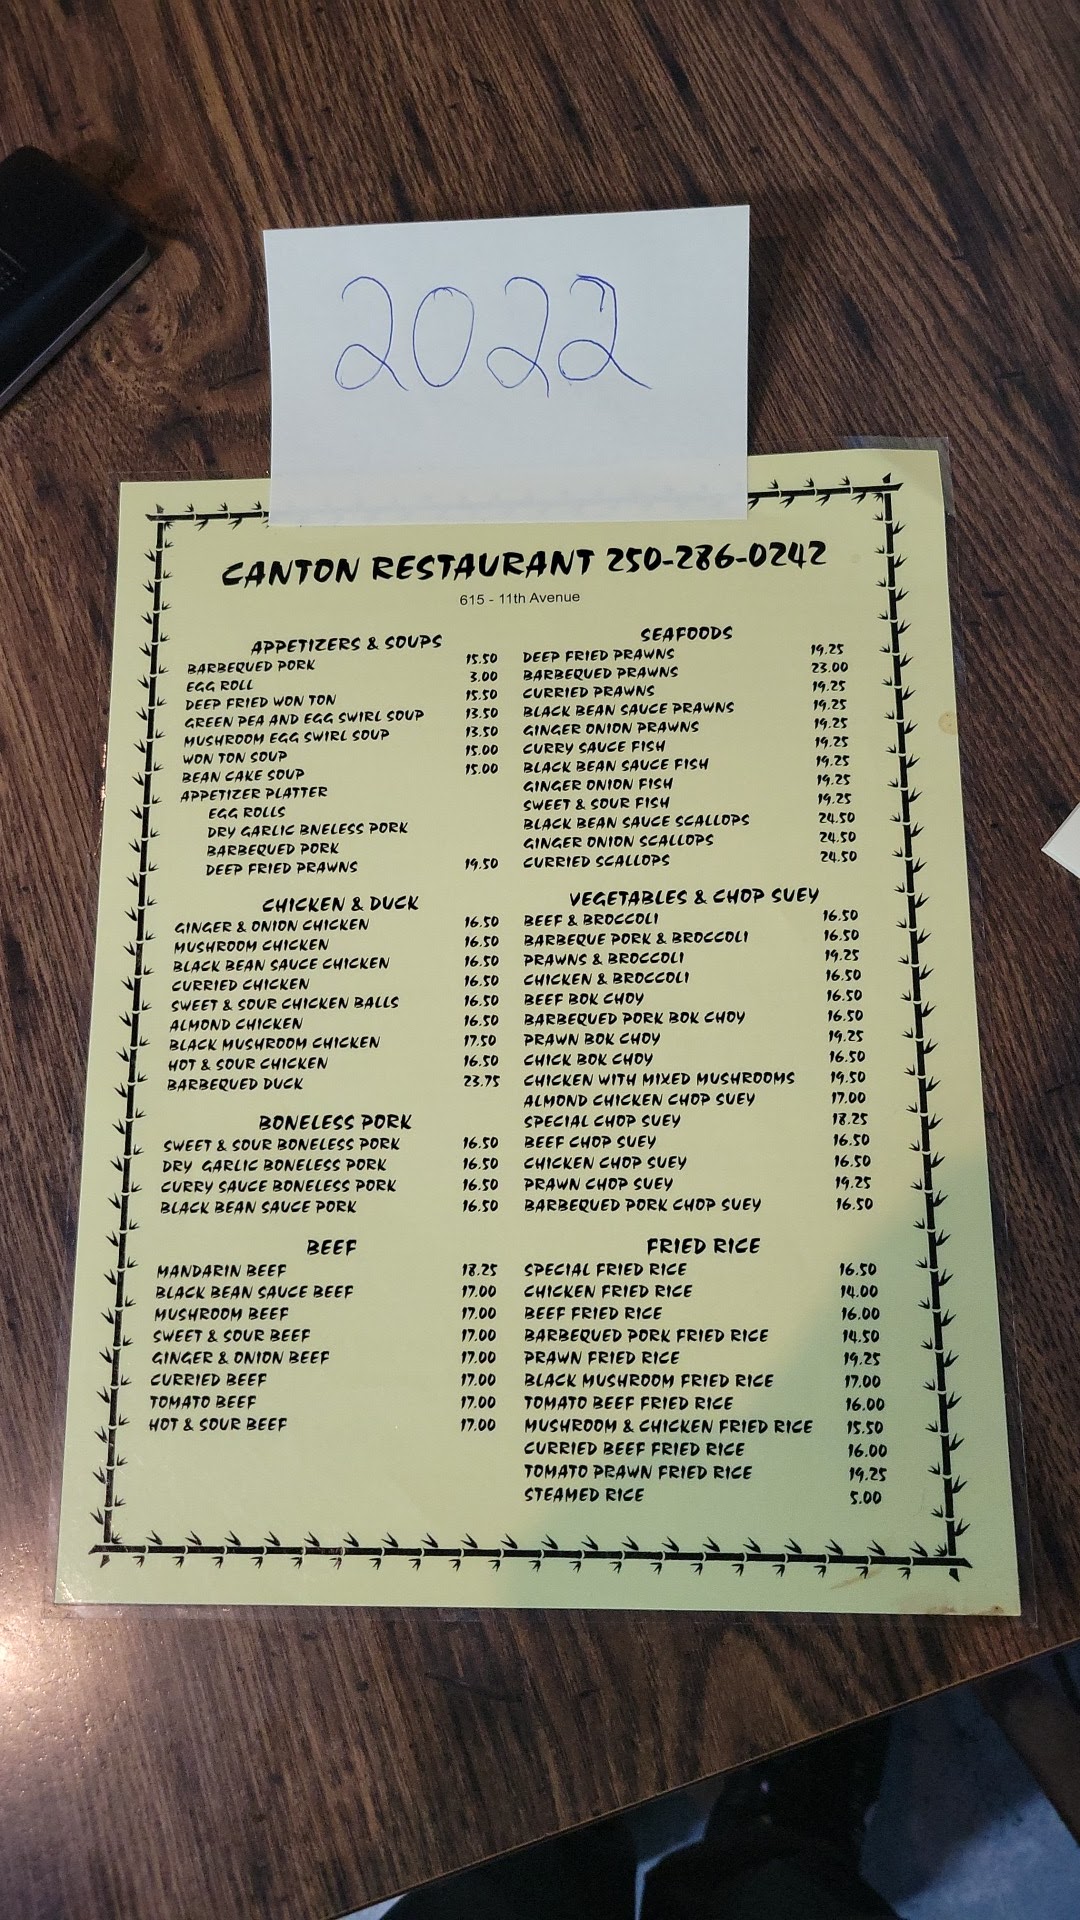 2022
CANTON RESTAURANT 250-286-0242
615 - 11th Avenue
APPETIZERS & SOUPS
BARBEQUED PORK 15.50
EGG ROLL 3.00
DEEP FRIED WON TON 15.50
GREEN PEA AND EGG SWIRL SOUP 13.50
MUSHROOM EGG SWIRL SOUP 13.50
WON TON SOUP 15.00
BEAN CAKE SOUP 15.00
APPETIZER PLATTER
EGG ROLLS
DRY GARLIC BNELESS PORK
BARBEQUED PORK
DEEP FRIED PRAWNS 19.50
CHICKEN & DUCK
GINGER & ONION CHICKEN 16.50
MUSHROOM CHICKEN 16.50
BLACK BEAN SAUCE CHICKEN 16.50
CURRIED CHICKEN 16.50
SWEET & SOUR CHICKEN BALLS 16.50
ALMOND CHICKEN 16.50
BLACK MUSHROOM CHICKEN 17.50
HOT & SOUR CHICKEN 16.50
BARBEQUED DUCK 23.75
BONELESS PORK
SWEET & SOUR BONELESS PORK 16.50
DRY GARLIC BONELESS PORK 16.50
CURRY SAUCE BONELESS PORK 16.50
BLACK BEAN SAUCE PORK 16.50
BEEF
MANDARIN BEEF 18.25
BLACK BEAN SAUCE BEEF 17.00
MUSHROOM BEEF 17.00
SWEET & SOUR BEEF 17.00
GINGER & ONION BEEF 17.00
CURRIED BEEF 17.00
TOMATO BEEF 17.00
HOT & SOUR BEEF 17.00
SEAFOODS
DEEP FRIED PRAWNS 19.25
BARBEQUED PRAWNS 23.00
CURRIED PRAWNS 19.25
BLACK BEAN SAUCE PRAWNS 19.25
GINGER ONION PRAWNS 19.25
CURRY SAUCE FISH 19.25
BLACK BEAN SAUCE FISH 19.25
GINGER ONION FISH 19.25
SWEET & SOUR FISH 19.25
BLACK BEAN SAUCE SCALLOPS 24.50
GINGER ONION SCALLOPS 24.50
CURRIED SCALLOPS 24.50
VEGETABLES & CHOP SUEY
BEEF & BROCCOLI 16.50
BARBEQUE PORK & BROCCOLI 16.50
PRAWNS & BROCCOLI 19.25
CHICKEN & BROCCOLI 16.50
BEEF BOK CHOY 16.50
BARBEQUED PORK BOK CHOY 16.50
PRAWN BOK CHOY 19.25
CHICK BOK CHOY 16.50
CHICKEN WITH MIXED MUSHROOMS 19.50
ALMOND CHICKEN CHOP SUEY 17.00
SPECIAL CHOP SUEY 18.25
BEEF CHOP SUEY 16.50
CHICKEN CHOP SUEY 16.50
PRAWN CHOP SUEY 19.25
BARBEQUED PORK CHOP SUEY 16.50
FRIED RICE
SPECIAL FRIED RICE 16.50
CHICKEN FRIED RICE 14.00
BEEF FRIED RICE 16.00
BARBEQUED PORK FRIED RICE 14.50
PRAWN FRIED RICE 19.25
BLACK MUSHROOM FRIED RICE 17.00
TOMATO BEEF FRIED RICE 16.00
MUSHROOM & CHICKEN FRIED RICE 15.50
CURRIED BEEF FRIED RICE 16.00
TOMATO PRAWN FRIED RICE 19.25
STEAMED RICE 5.00